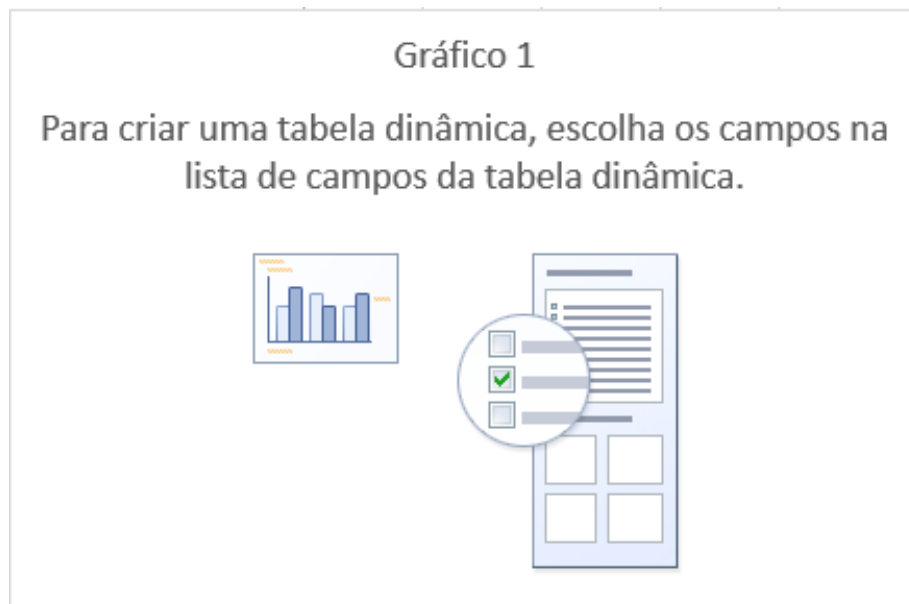 Gráfico 1
Para criar uma tabela dinâmica, escolha os campos na
lista de campos da tabela dinâmica.